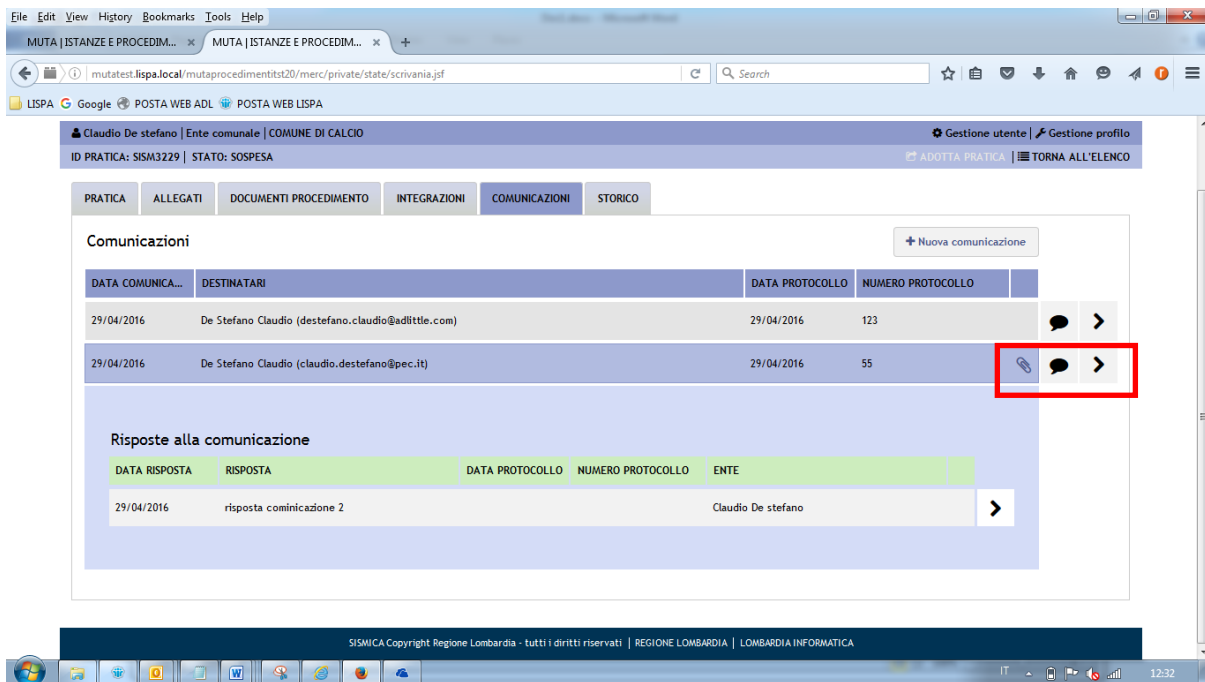 File Edit View History Bookmarks Tools Help
MUTA | ISTANZE E PROCEDIM... × MUTA | ISTANZE E PROCEDIM... × +
mutatest.lispa.local/mutaprocedimentitst20/merc/private/state/scrivania.jsf Search
LISPA Google POSTA WEB ADL POSTA WEB LISPA
Claudio De stefano | Ente comunale | COMUNE DI CALCIO Gestione utente | Gestione profilo
ID PRATICA: SISM3229 | STATO: SOSPESA ADOTTA PRATICA | TORNA ALL'ELENCO
PRATICA ALLEGATI DOCUMENTI PROCEDIMENTO INTEGRAZIONI COMUNICAZIONI STORICO
Comunicazioni + Nuova comunicazione
DATA COMUNICA... DESTINATARI DATA PROTOCOLLO NUMERO PROTOCOLLO
29/04/2016 De Stefano Claudio (destefano.claudio@adlittle.com) 29/04/2016 123
29/04/2016 De Stefano Claudio (claudio.destefano@pec.it) 29/04/2016 55
Risposte alla comunicazione
DATA RISPOSTA RISPOSTA DATA PROTOCOLLO NUMERO PROTOCOLLO ENTE
29/04/2016 risposta cominicazione 2 Claudio De stefano
SISMICA Copyright Regione Lombardia - tutti i diritti riservati | REGIONE LOMBARDIA | LOMBARDIA INFORMATICA
IT 12:32